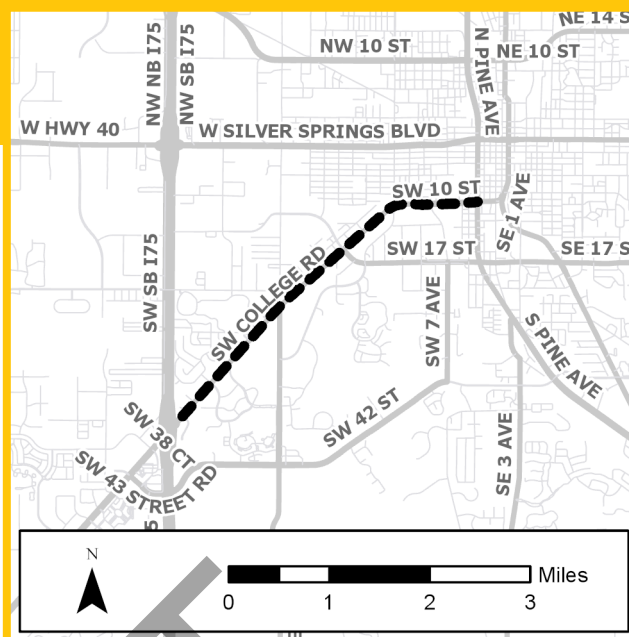 NE 14 S
NW 10 ST
NE 10 ST
N PINE AVE
NW NB I75
NW SB I75
W HWY 40
W SILVER SPRINGS BLVD
SW 10 ST
SE 1 AVE
SW 17 ST
SE 17 S
SW SB I75
SW COLLEGE RD
SW 7 AVE
S PINE AVE
SW 38 CT
SW 42 ST
SW 43 STREET RD
SE 3 AVE
5
N
Miles
0 1 2 3